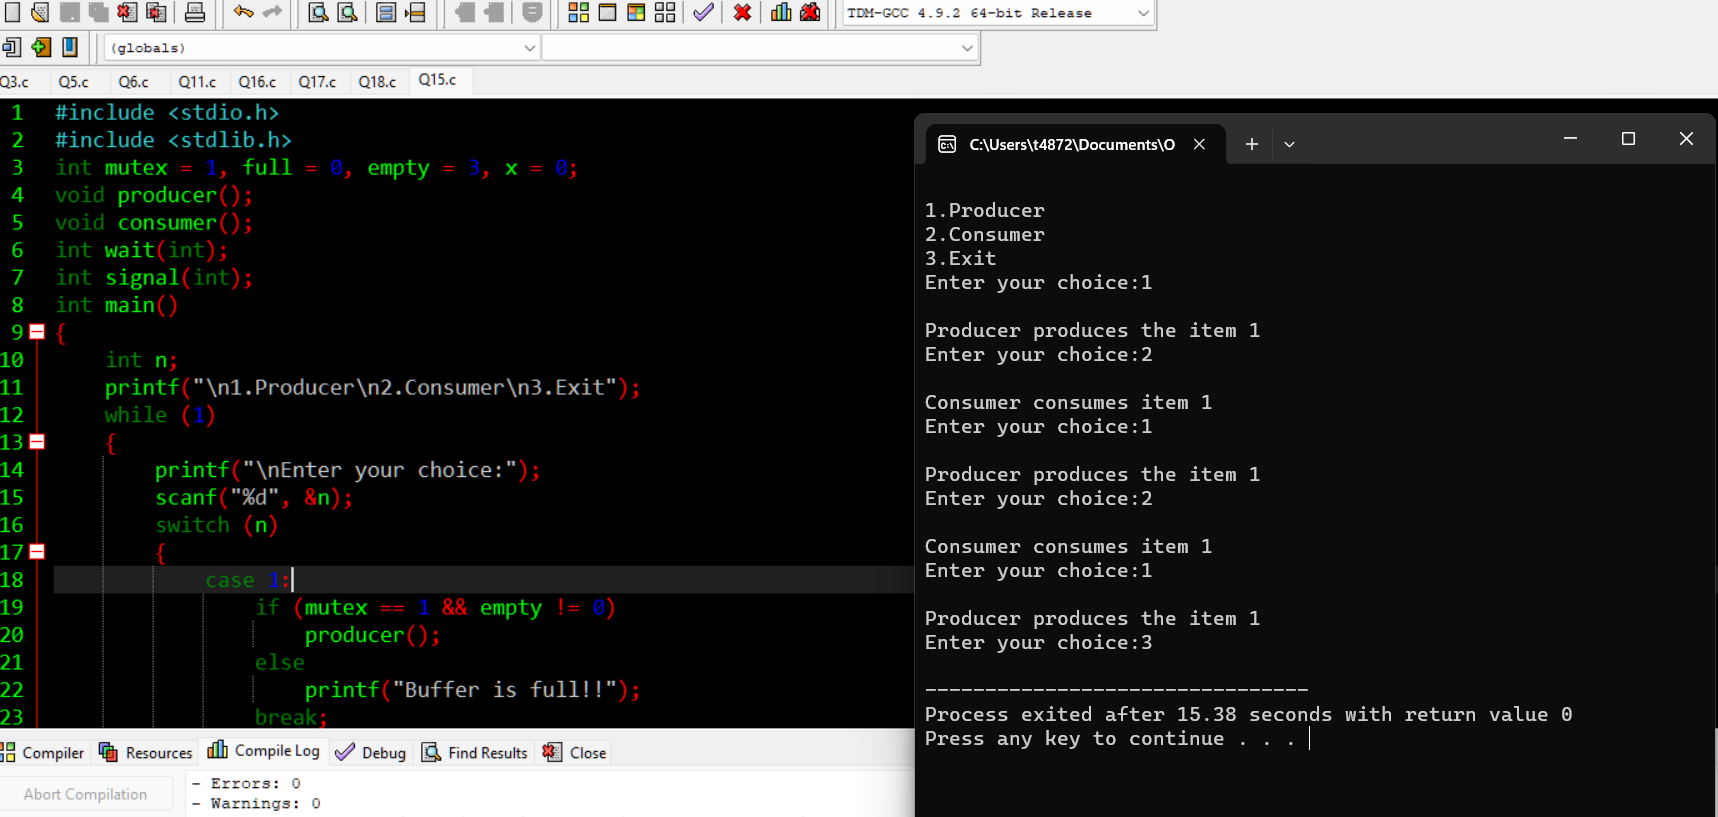 TDM-GCC 4.9.2 64-bit Release
(globals)
Q3.c Q5.c Q6.c Q11.c Q16.c Q17.c Q18.c Q15.c
1 #include <stdio.h>
2 #include <stdlib.h>
3 int mutex = 1, full = 0, empty = 3, x = 0;
4 void producer();
5 void consumer();
6 int wait(int);
7 int signal(int);
8 int main()
9 {
10 int n;
11 printf("\n1.Producer\n2.Consumer\n3.Exit");
12 while (1)
13 {
14 printf("\nEnter your choice:");
15 scanf("%d", &n);
16 switch (n)
17 {
18 case 1:
19 if (mutex == 1 && empty != 0)
20 producer();
21 else
22 printf("Buffer is full!!");
23 break;
Compiler Resources Compile Log Debug Find Results Close
Abort Compilation
- Errors: 0
- Warnings: 0
C:\Users\t4872\Documents\O
1.Producer
2.Consumer
3.Exit
Enter your choice:1
Producer produces the item 1
Enter your choice:2
Consumer consumes item 1
Enter your choice:1
Producer produces the item 1
Enter your choice:2
Consumer consumes item 1
Enter your choice:1
Producer produces the item 1
Enter your choice:3
--------------------------------
Process exited after 15.38 seconds with return value 0
Press any key to continue . . .